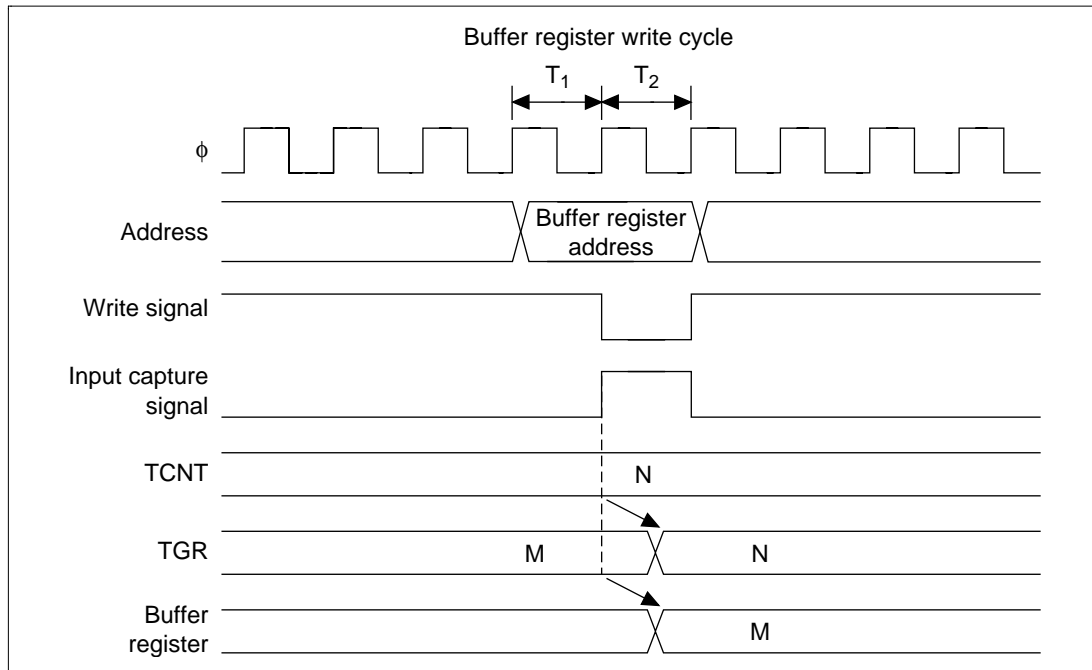 Buffer register write cycle
T1 T2
ϕ
Address
Buffer register
address
Write signal
Input capture
signal
TCNT
N
TGR
M N
Buffer
register
M